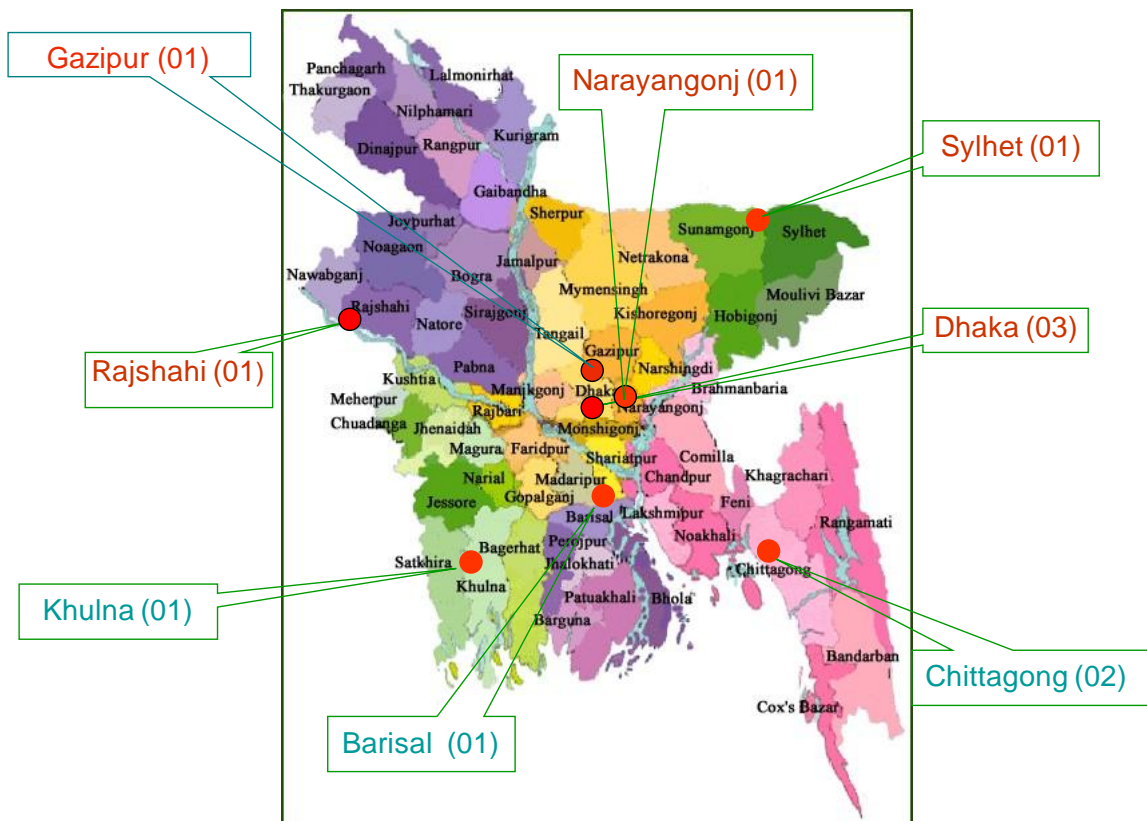 Gazipur (01)
Narayangonj (01)
Sylhet (01)
Dhaka (03)
Rajshahi (01)
Khulna (01)
Barisal (01)
Chittagong (02)
Panchagarh
Lalmonirhat
Thakurgaon
Nilphamari
Kurigram
Dinajpur
Rangpur
Gaibandha
Sherpur
Joypurhat
Sunamgonj
Sylhet
Noagaon
Jamalpur
Netrakona
Nawabganj
Bogra
Mymensingh
Moulivi Bazar
Rajshahi
Sirajgonj
Kishoregonj
Hobigonj
Natore
Tangail
Gazipur
Pabna
Narshingdi
Kushtia
Manikgonj
Dhaka
Brahmanbaria
Meherpur
Rajbari
Narayangonj
Chuadanga
Jhenaidah
Monshigonj
Magura
Faridpur
Shariatpur
Comilla
Narial
Madaripur
Chandpur
Khagrachari
Jessore
Gopalganj
Feni
Barisal
Lakshmipur
Rangamati
Noakhali
Bagerhat
Perojpur
Satkhira
Jhalokhati
Chittagong
Khulna
Patuakhali
Bhola
Barguna
Bandarban
Cox's Bazar